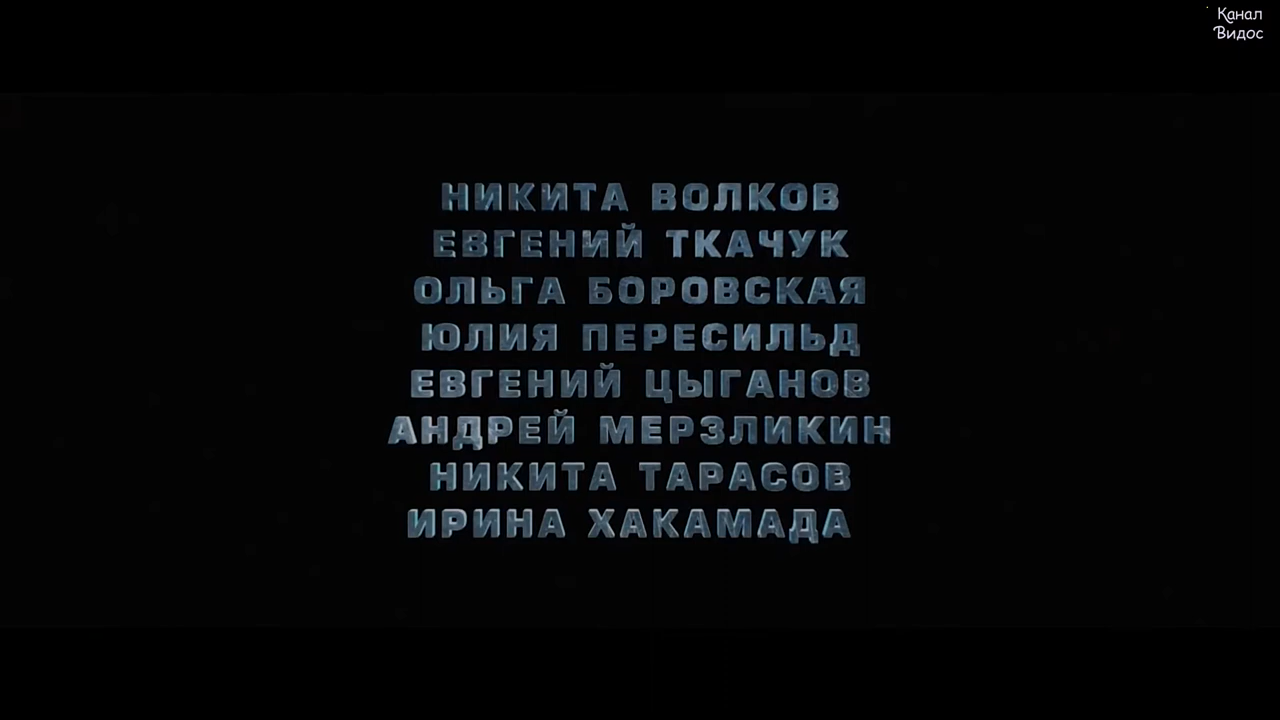 Канал
Видос
НИКИТА ВОЛКОВ
ЕВГЕНИЙ ТКАЧУК
ОЛЬГА БОРОВСКАЯ
ЮЛИЯ ПЕРЕСИЛЬД
ЕВГЕНИЙ ЦЫГАНОВ
АНДРЕЙ МЕРЗЛИКИН
НИКИТА ТАРАСОВ
ИРИНА ХАКАМАДА